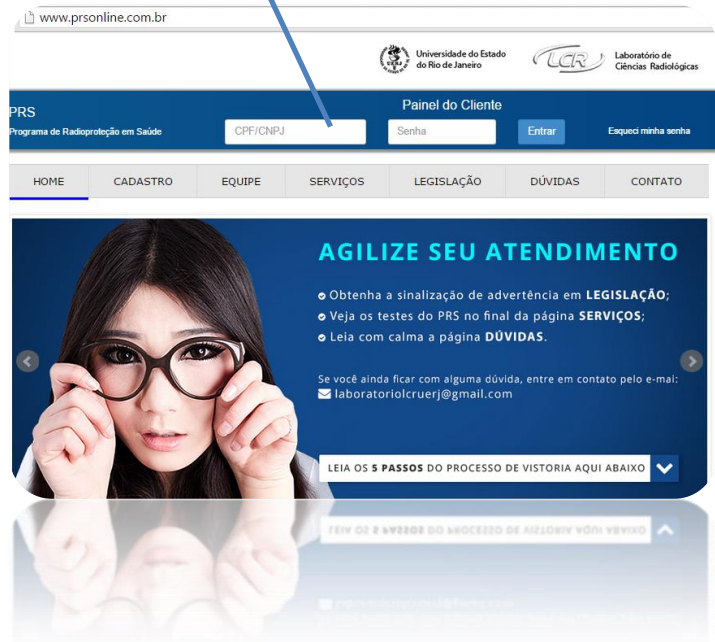 www.prsonline.com.br
Universidade do Estado
do Rio de Janeiro
LCR
Laboratório de
Ciências Radiológicas
PRS
Programa de Radioproteção em Saúde
Painel do Cliente
CPF/CNPJ
Senha
Entrar
Esqueci minha senha
HOME CADASTRO EQUIPE SERVIÇOS LEGISLAÇÃO DÚVIDAS CONTATO
AGILIZE SEU ATENDIMENTO
Obtenha a sinalização de advertência em LEGISLAÇÃO;
Veja os testes do PRS no final da página SERVIÇOS;
Leia com calma a página DÚVIDAS.
Se você ainda ficar com alguma dúvida, entre em contato pelo e-mai:
laboratoriolcruerj@gmail.com
LEIA OS 5 PASSOS DO PROCESSO DE VISTORIA AQUI ABAIXO